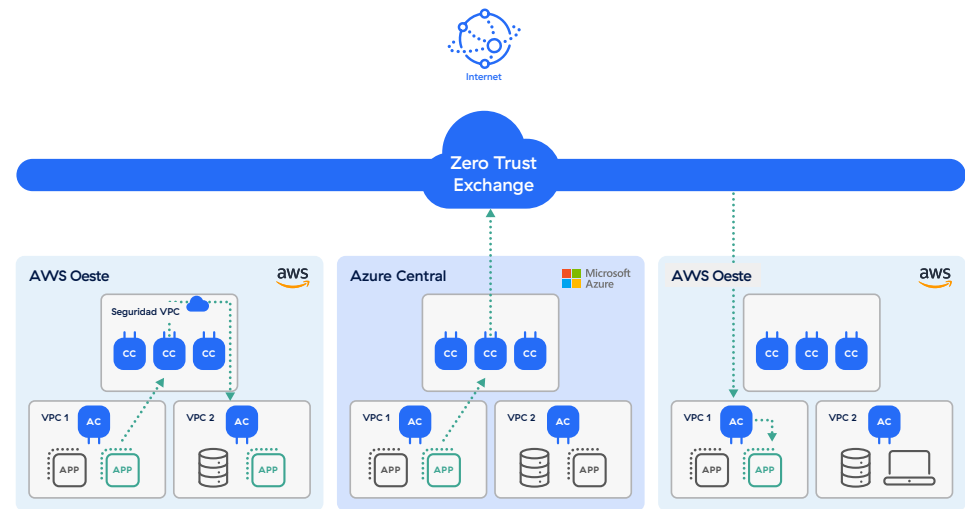 Internet
Zero Trust
Exchange
AWS Oeste
aws
Seguridad VPC
CC
CC
CC
VPC 1
AC
APP
APP
VPC 2
AC
APP
Azure Central
Microsoft
Azure
CC
CC
CC
VPC 1
AC
APP
APP
VPC 2
AC
APP
AWS Oeste
aws
CC
CC
CC
VPC 1
AC
APP
APP
VPC 2
AC